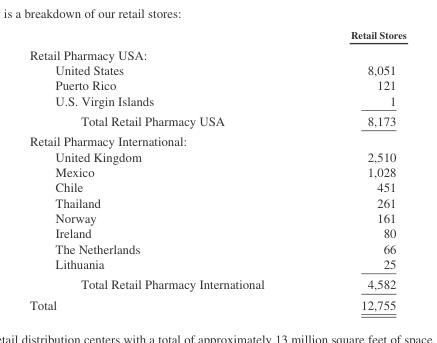 is a breakdown of our retail stores:
Retail Stores
Retail Pharmacy USA:
United States 8,051
Puerto Rico 121
U.S. Virgin Islands 1
Total Retail Pharmacy USA 8,173
Retail Pharmacy International:
United Kingdom 2,510
Mexico 1,028
Chile 451
Thailand 261
Norway 161
Ireland 80
The Netherlands 66
Lithuania 25
Total Retail Pharmacy International 4,582
Total 12,755
distribution centers with a total of approximately 13 million square feet of space